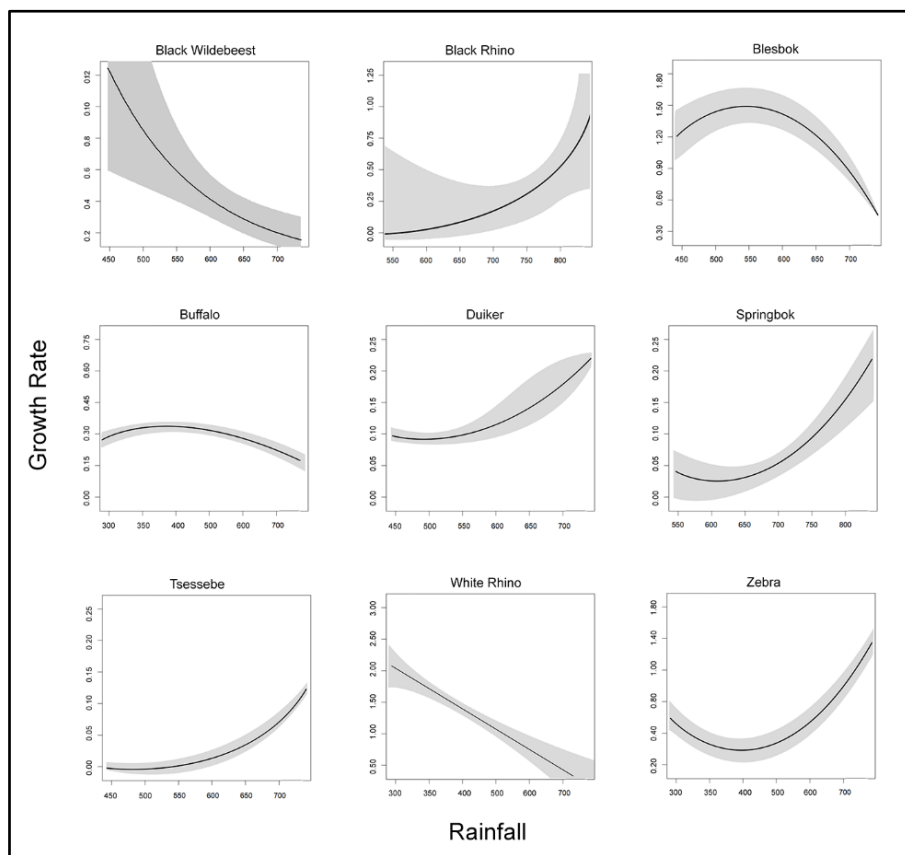 Black Wildebeest
0.12
0.10
0.8
0.6
0.4
0.2
450 500 550 600 650 700
Black Rhino
1.25
1.00
0.75
0.50
0.25
0.00
550 600 700 800
Blesbok
1.80
1.50
1.20
0.90
0.60
0.30
450 500 550 600 650 700
Growth Rate
Buffalo
0.75
0.60
0.45
0.30
0.15
0.00
300 350 400 500 600 700
Duiker
0.25
0.20
0.15
0.10
0.05
0.00
450 500 550 600 650 700
Springbok
0.25
0.20
0.15
0.10
0.05
0.00
550 600 650 700 750 800
Tsessebe
0.25
0.20
0.15
0.10
0.05
0.00
450 500 550 600 650 700
White Rhino
3.00
2.50
2.00
1.50
1.00
0.50
300 350 400 500 600 700
Zebra
1.80
1.40
1.00
0.80
0.40
0.20
300 350 400 500 600 700
Rainfall